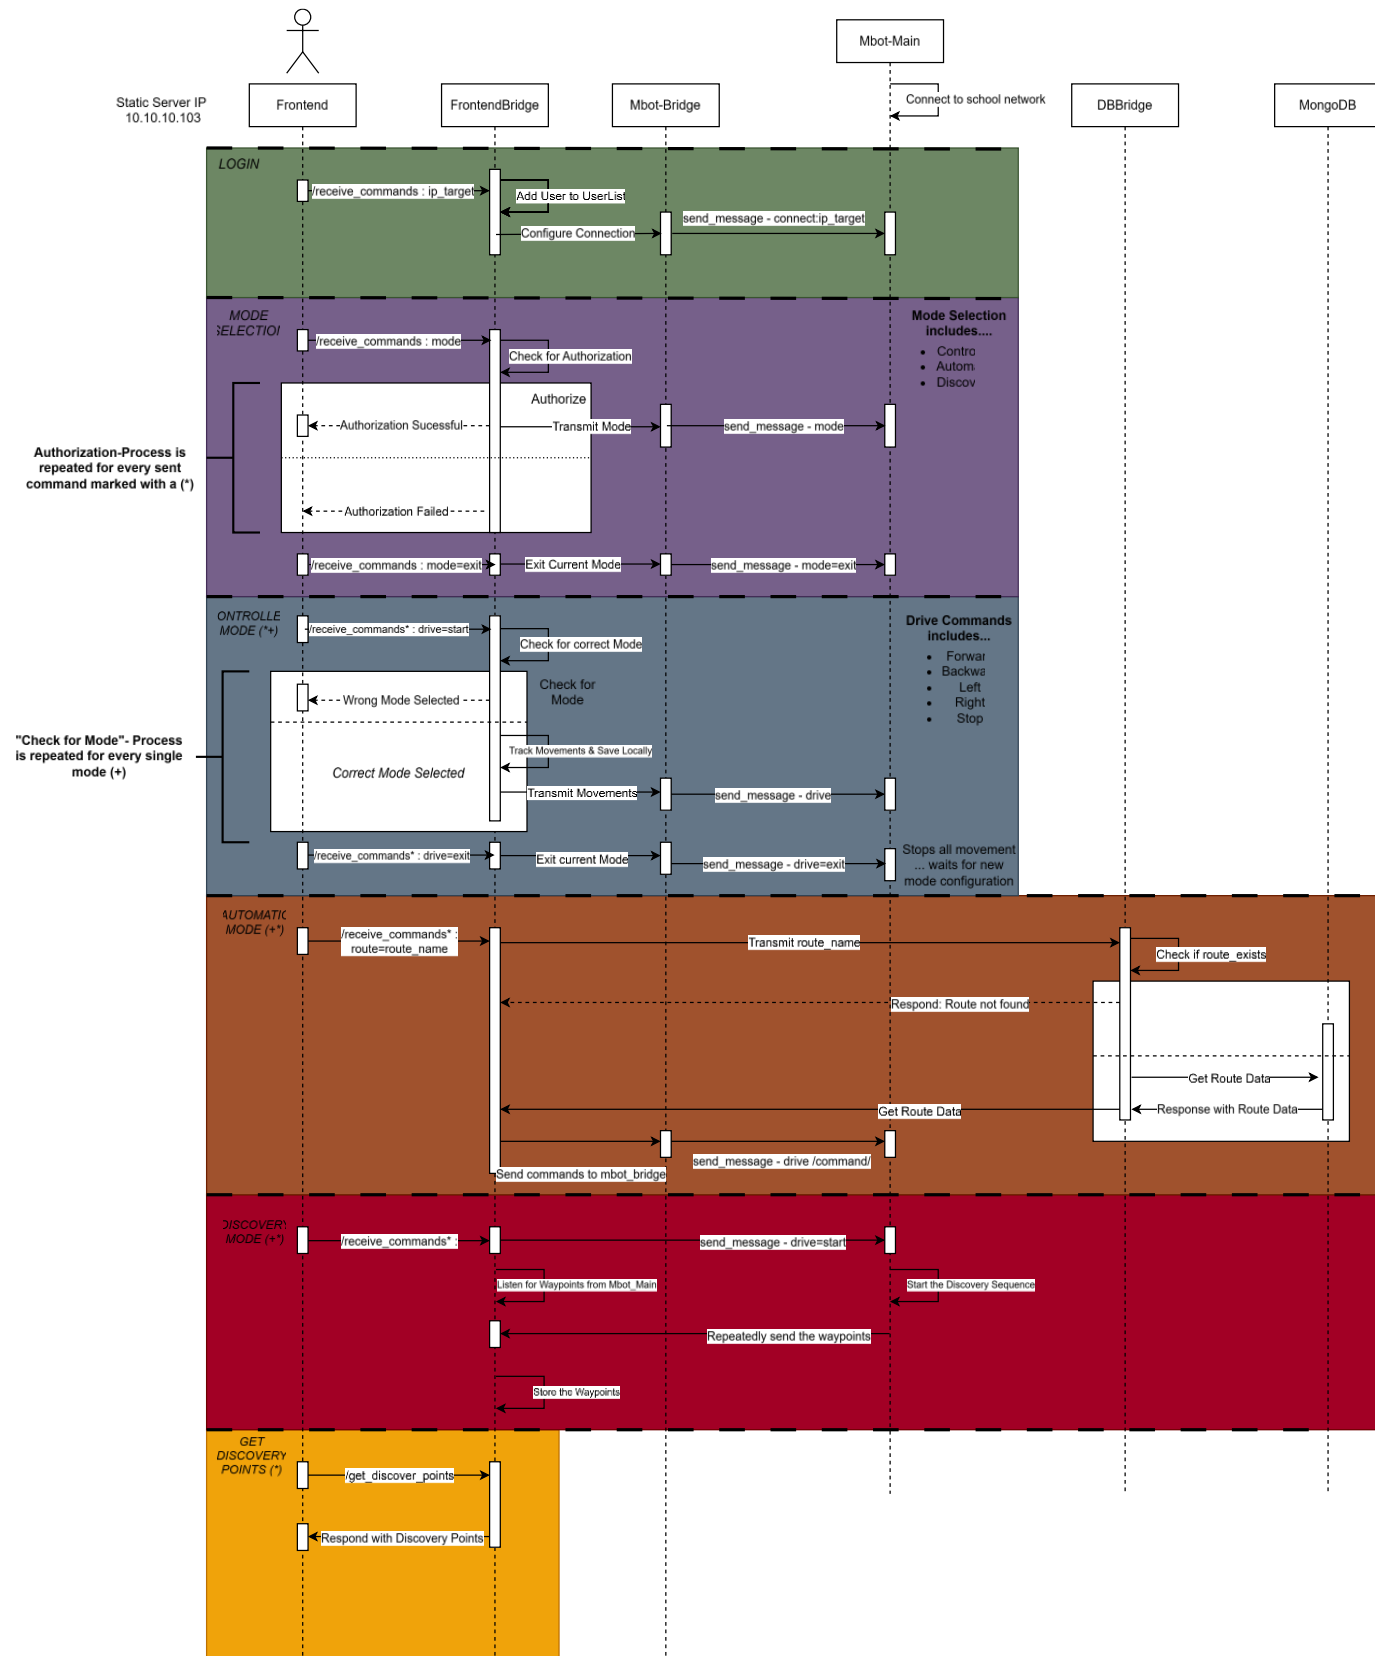 Mbot-Main
Static Server IP
10.10.10.103
Frontend
FrontendBridge
Mbot-Bridge
Connect to school network
DBBridge
MongoDB
LOGIN
/receive_commands : ip_target
Add User to UserList
send_message - connect:ip_target
Configure Connection
MODE
SELECTION
Mode Selection
includes....
/receive_commands : mode
Check for Authorization
• Contro
• Autom
• Discov
Authorize
Authorization Sucessful
Transmit Mode
send_message - mode
Authorization-Process is
repeated for every sent
command marked with a (*)
Authorization Failed
/receive_commands : mode=exit
Exit Current Mode
send_message - mode=exit
ONTROLLE
MODE (*+)
Drive Commands
includes...
/receive_commands* : drive=start
Check for correct Mode
• Forwar
• Backwa
• Left
• Right
• Stop
Check for
Mode
Wrong Mode Selected
"Check for Mode"- Process
is repeated for every single
mode (+)
Track Movements & Save Locally
Correct Mode Selected
Transmit Movements
send_message - drive
/receive_commands* : drive=exit
Exit current Mode
send_message - drive=exit
Stops all movement
... waits for new
mode configuration
AUTOMATIC
MODE (+*)
/receive_commands* :
route=route_name
Transmit route_name
Check if route_exists
Respond: Route not found
Get Route Data
Get Route Data
Response with Route Data
send_message - drive /command/
Send commands to mbot_bridge
DISCOVERY
MODE (+*)
/receive_commands* :
send_message - drive=start
Listen for Waypoints from Mbot_Main
Start the Discovery Sequence
Repeatedly send the waypoints
Store the Waypoints
GET
DISCOVERY
POINTS (*)
/get_discover_points
Respond with Discovery Points